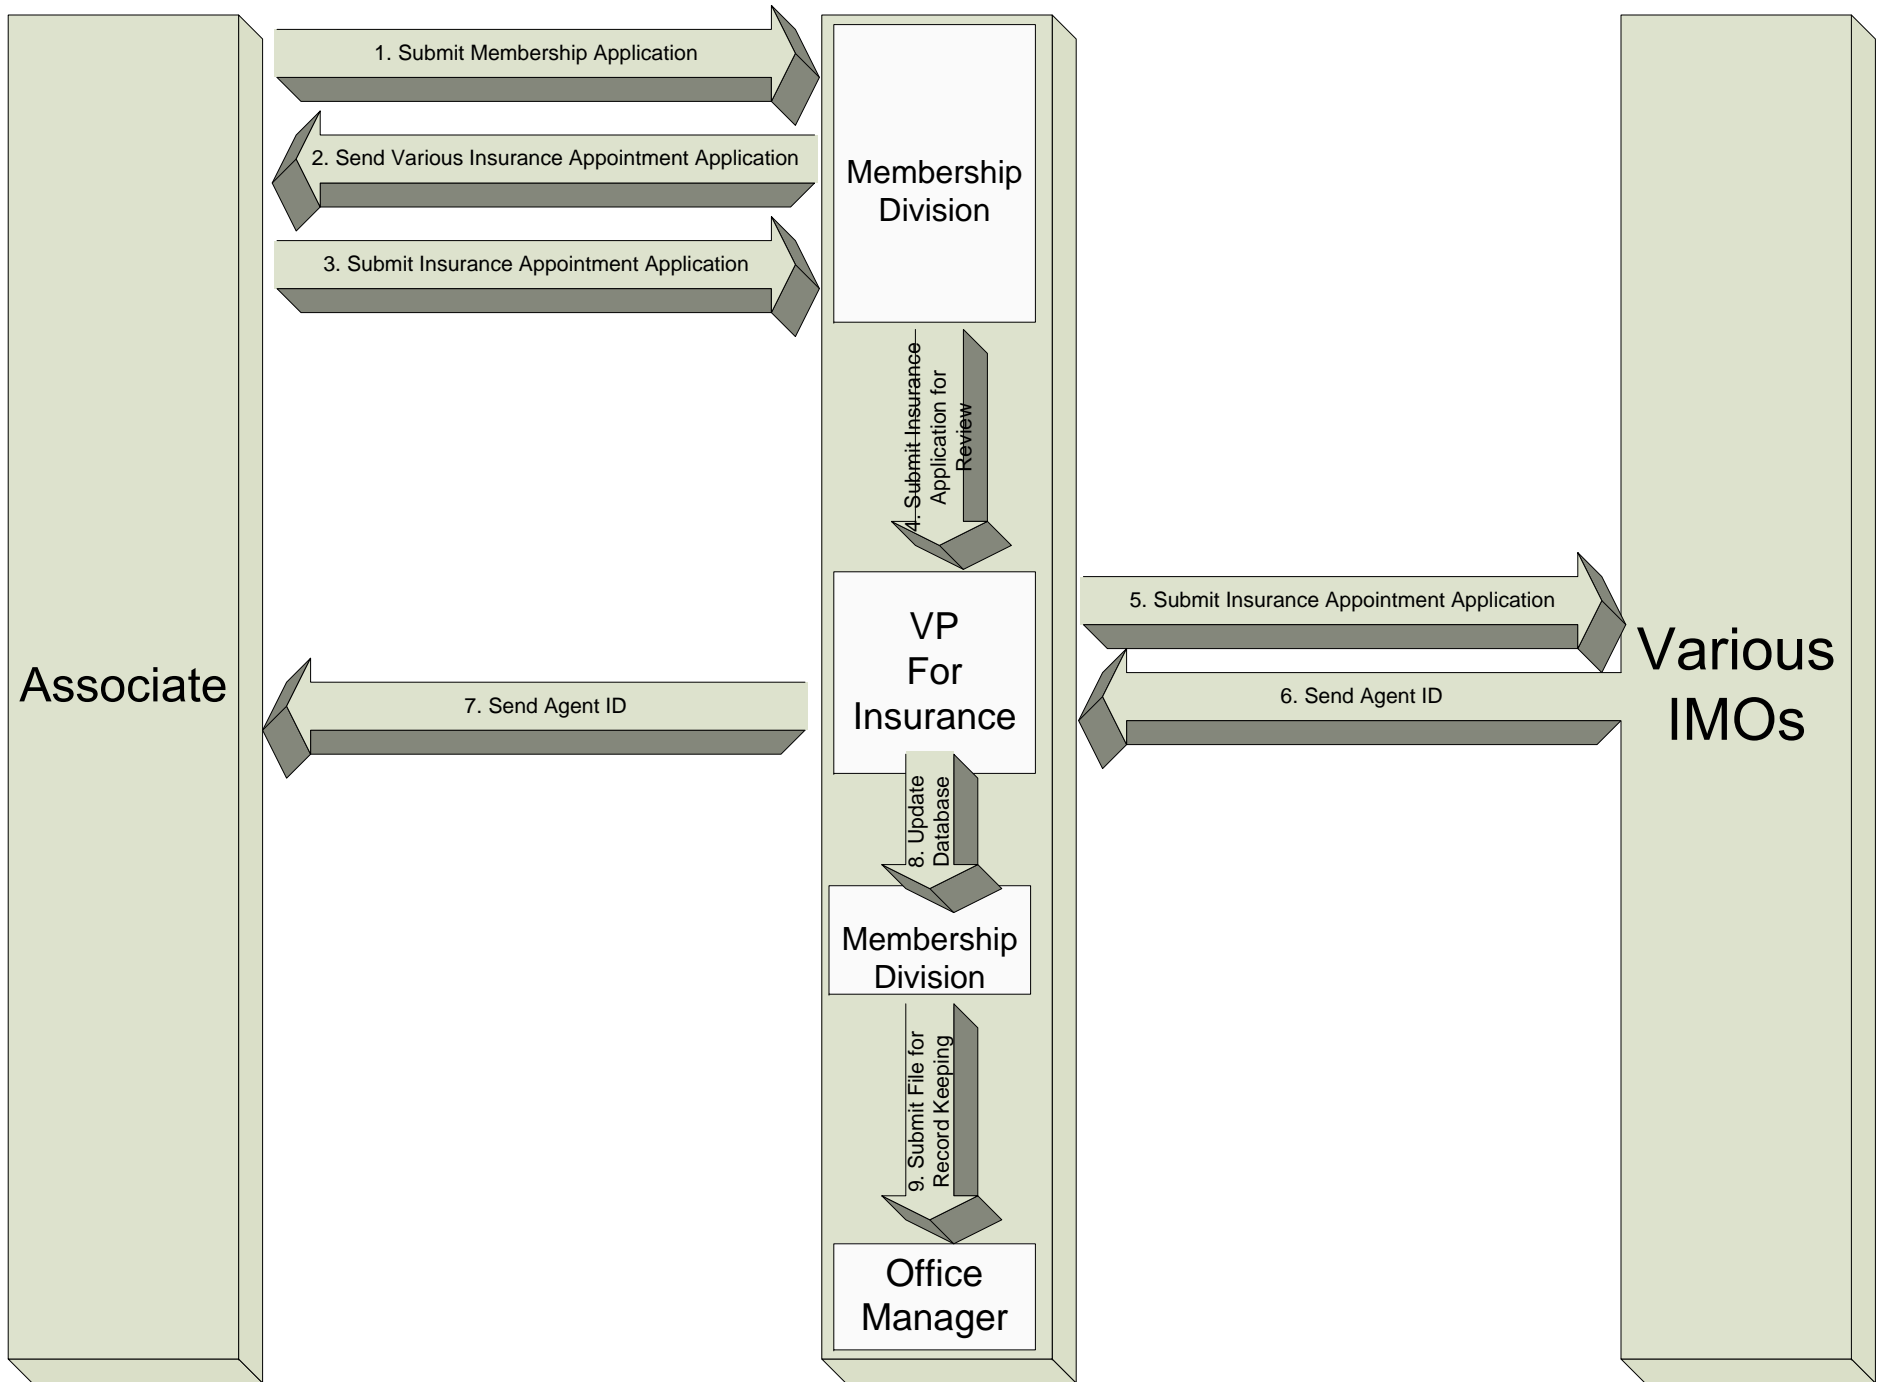 1. Submit Membership Application
2. Send Various Insurance Appointment Application
3. Submit Insurance Appointment Application
Membership
Division
4. Submit Insurance
Application for
Review
Associate
VP
For
Insurance
5. Submit Insurance Appointment Application
6. Send Agent ID
7. Send Agent ID
Various
IMOs
8. Update
Database
Membership
Division
9. Submit File for
Record Keeping
Office
Manager